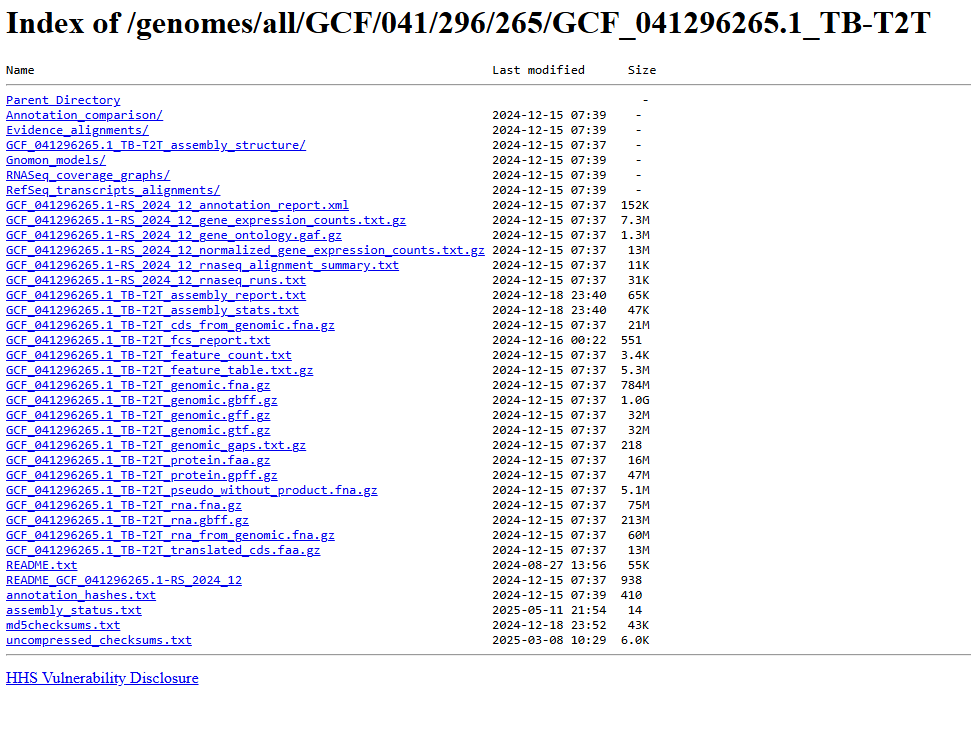 Index of /genomes/all/GCF/041/296/265/GCF_041296265.1_TB-T2T
Name Last modified Size
Parent Directory -
Annotation_comparison/ 2024-12-15 07:39 -
Evidence_alignments/ 2024-12-15 07:39 -
GCF_041296265.1_TB-T2T_assembly_structure/ 2024-12-15 07:37 -
Gnomon_models/ 2024-12-15 07:39 -
RNASeq_coverage_graphs/ 2024-12-15 07:39 -
RefSeq_transcripts_alignments/ 2024-12-15 07:39 -
GCF_041296265.1-RS_2024_12_annotation_report.xml 2024-12-15 07:37 152K
GCF_041296265.1-RS_2024_12_gene_expression_counts.txt.gz 2024-12-15 07:37 7.3M
GCF_041296265.1-RS_2024_12_gene_ontology.gaf.gz 2024-12-15 07:37 1.3M
GCF_041296265.1-RS_2024_12_normalized_gene_expression_counts.txt.gz 2024-12-15 07:37 13M
GCF_041296265.1-RS_2024_12_rnaseq_alignment_summary.txt 2024-12-15 07:37 11K
GCF_041296265.1-RS_2024_12_rnaseq_runs.txt 2024-12-15 07:37 31K
GCF_041296265.1_TB-T2T_assembly_report.txt 2024-12-18 23:40 65K
GCF_041296265.1_TB-T2T_assembly_stats.txt 2024-12-18 23:40 47K
GCF_041296265.1_TB-T2T_cds_from_genomic.fna.gz 2024-12-15 07:37 21M
GCF_041296265.1_TB-T2T_fcs_report.txt 2024-12-16 00:22 551
GCF_041296265.1_TB-T2T_feature_count.txt 2024-12-15 07:37 3.4K
GCF_041296265.1_TB-T2T_feature_table.txt.gz 2024-12-15 07:37 5.3M
GCF_041296265.1_TB-T2T_genomic.fna.gz 2024-12-15 07:37 784M
GCF_041296265.1_TB-T2T_genomic.gbff.gz 2024-12-15 07:37 1.0G
GCF_041296265.1_TB-T2T_genomic.gff.gz 2024-12-15 07:37 32M
GCF_041296265.1_TB-T2T_genomic.gtf.gz 2024-12-15 07:37 32M
GCF_041296265.1_TB-T2T_genomic_gaps.txt.gz 2024-12-15 07:37 218
GCF_041296265.1_TB-T2T_protein.faa.gz 2024-12-15 07:37 16M
GCF_041296265.1_TB-T2T_protein.gpff.gz 2024-12-15 07:37 47M
GCF_041296265.1_TB-T2T_pseudo_without_product.fna.gz 2024-12-15 07:37 5.1M
GCF_041296265.1_TB-T2T_rna.fna.gz 2024-12-15 07:37 75M
GCF_041296265.1_TB-T2T_rna.gbff.gz 2024-12-15 07:37 213M
GCF_041296265.1_TB-T2T_rna_from_genomic.fna.gz 2024-12-15 07:37 60M
GCF_041296265.1_TB-T2T_translated_cds.faa.gz 2024-12-15 07:37 13M
README.txt 2024-08-27 13:56 55K
README_GCF_041296265.1-RS_2024_12 2024-12-15 07:37 938
annotation_hashes.txt 2024-12-15 07:39 410
assembly_status.txt 2025-05-11 21:54 14
md5checksums.txt 2024-12-18 23:52 43K
uncompressed_checksums.txt 2025-03-08 10:29 6.0K
HHS Vulnerability Disclosure